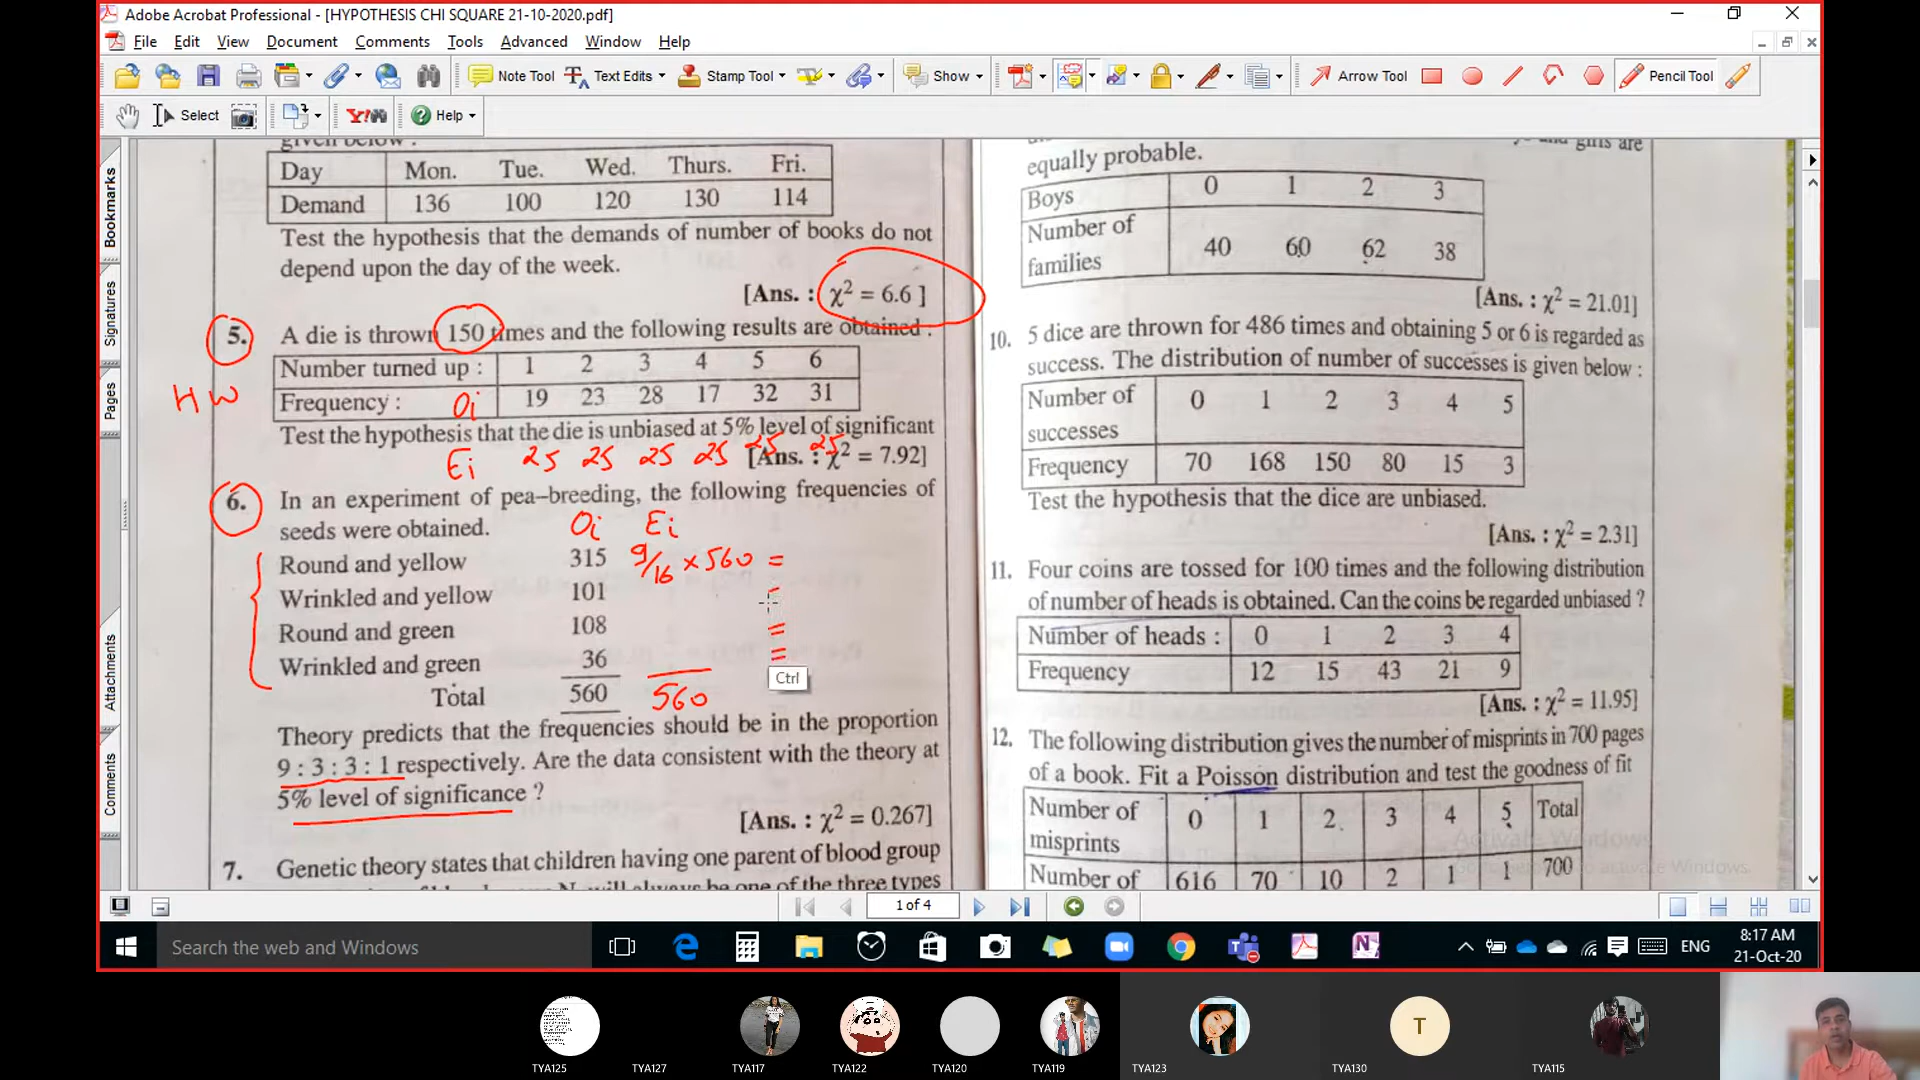 Adobe Acrobat Professional - [HYPOTHESIS CHI SQUARE 21-10-2020.pdf]
File Edit View Document Comments Tools Advanced Window Help
Note Tool Text Edits Stamp Tool Show Arrow Tool Pencil Tool
Select Y! Help
Bookmarks
Signatures
Pages
Attachments
Comments
given below :
Day Mon. Tue. Wed. Thurs. Fri.
Demand 136 100 120 130 114
Test the hypothesis that the demands of number of books do not
depend upon the day of the week.
[Ans. : χ² = 6.6 ]
5. A die is thrown 150 times and the following results are obtained :
Number turned up : 1 2 3 4 5 6
HW
Frequency : Oi 19 23 28 17 32 31
Test the hypothesis that the die is unbiased at 5% level of significant
Ei 25 25 25 25 25 25
[Ans. : χ² = 7.92]
6. In an experiment of pea–breeding, the following frequencies of
seeds were obtained. Oi Ei
Round and yellow 315 9/16 × 560 =
Wrinkled and yellow 101 -
Round and green 108 =
Wrinkled and green 36 =
Ctrl
Total 560 560
Theory predicts that the frequencies should be in the proportion
9 : 3 : 3 : 1 respectively. Are the data consistent with the theory at
5% level of significance ?
[Ans. : χ² = 0.267]
7. Genetic theory states that children having one parent of blood group
will always be one of the three types
girls are
equally probable.
Boys 0 1 2 3
Number of
families 40 60 62 38
[Ans. : χ² = 21.01]
10. 5 dice are thrown for 486 times and obtaining 5 or 6 is regarded as
success. The distribution of number of successes is given below :
Number of
successes 0 1 2 3 4 5
Frequency 70 168 150 80 15 3
Test the hypothesis that the dice are unbiased.
[Ans. : χ² = 2.31]
11. Four coins are tossed for 100 times and the following distribution
of number of heads is obtained. Can the coins be regarded unbiased ?
Number of heads : 0 1 2 3 4
Frequency 12 15 43 21 9
[Ans. : χ² = 11.95]
12. The following distribution gives the number of misprints in 700 pages
of a book. Fit a Poisson distribution and test the goodness of fit
Number of
misprints 0 1 2 3 4 5 Total
Number of 616 70 10 2 1 1 700
Activate Windows
1 of 4
Search the web and Windows
ENG
8:17 AM
21-Oct-20
TYA125 TYA127 TYA117 TYA122 TYA120 TYA119 TYA123 TYA130 TYA115
T